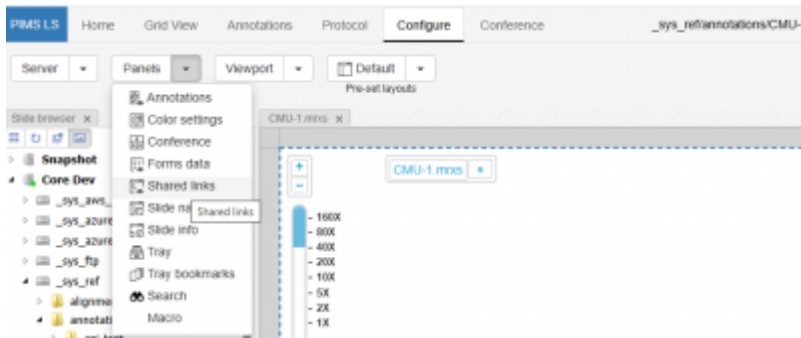 PIMS LS Home Grid View Annotations Protocol Configure Conference _sys_ref/annotations/CMU-
Server Panels Viewport Default
Pre-set layouts
Annotations
Color settings
Conference
Forms data
Shared links
Slide na
Shared links
Slide info
Tray
Tray bookmarks
Search
Macro
Slide browser x
Snapshot
Core Dev
_sys_aws_
_sys_azure
_sys_azure
_sys_ftp
_sys_ref
alignme
annotati
CMU-1.mrxs x
CMU-1.mrxs
+
-
160X
80X
40X
20X
10X
5X
2X
1X